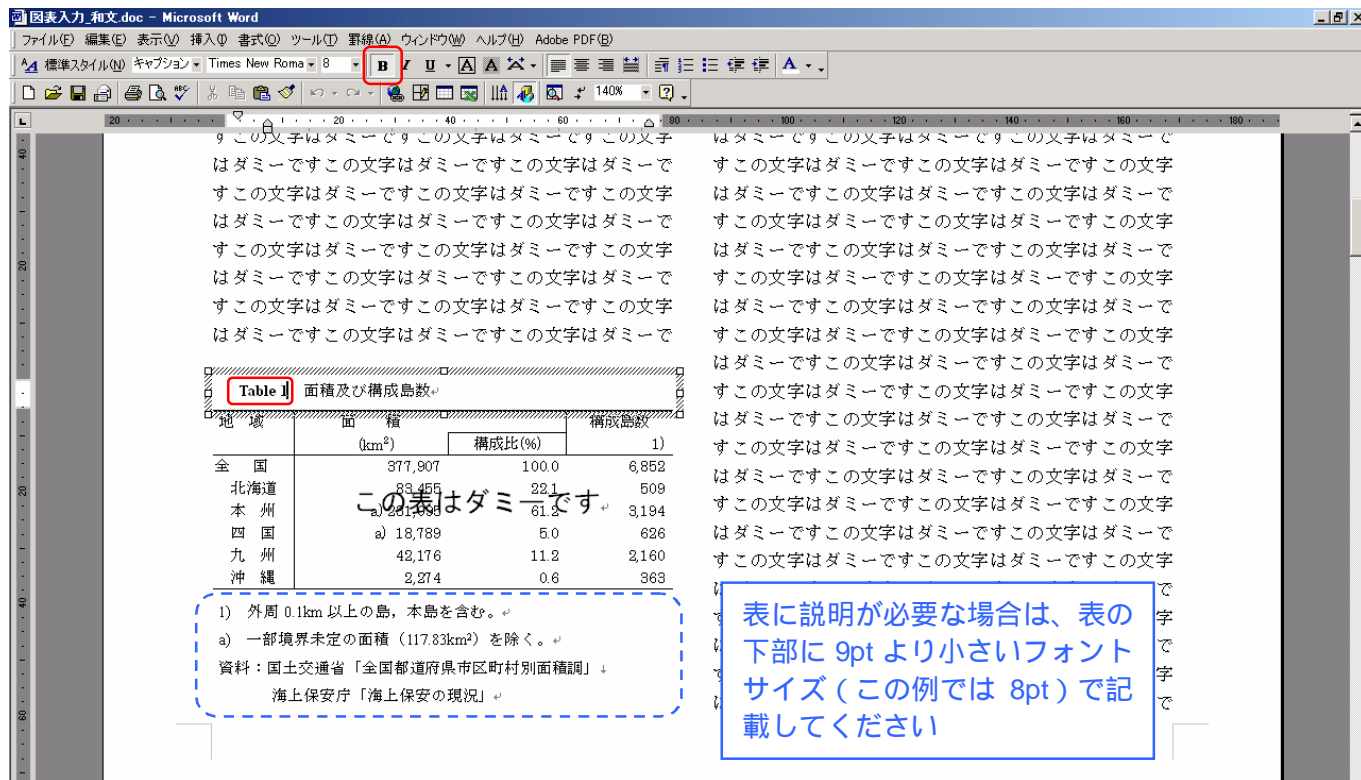 図表入力_和文.doc - Microsoft Word
ファイル(F) 編集(E) 表示(V) 挿入(I) 書式(O) ツール(T) 罫線(A) ウィンドウ(W) ヘルプ(H) Adobe PDF(B)
標準スタイル(N) キャプション Times New Roma 8 B I U A A A
140%
20 20 40 60 80 100 120 140 160 180
すこの文字はダミーですこの文字はダミーですこの文字
はダミーですこの文字はダミーですこの文字はダミーで
すこの文字はダミーですこの文字はダミーですこの文字
はダミーですこの文字はダミーですこの文字はダミーで
すこの文字はダミーですこの文字はダミーですこの文字
はダミーですこの文字はダミーですこの文字はダミーで
すこの文字はダミーですこの文字はダミーですこの文字
はダミーですこの文字はダミーですこの文字はダミーで
Table 1 面積及び構成島数
地 域 面 積 構成島数
(km²) 構成比(%) 1)
全 国 377,907 100.0 6,852
北海道 83,455 22.1 509
この表はダミーです
本 州 a) 61.2 3,194
四 国 a) 18,789 5.0 626
九 州 42,176 11.2 2,160
沖 縄 2,274 0.6 363
1) 外周 0.1km 以上の島，本島を含む。
a) 一部境界未定の面積（117.83km²）を除く。
資料：国土交通省「全国都道府県市区町村別面積調」
海上保安庁「海上保安の現況」
はダミーですこの文字はダミーですこの文字はダミーで
すこの文字はダミーですこの文字はダミーですこの文字
はダミーですこの文字はダミーですこの文字はダミーで
すこの文字はダミーですこの文字はダミーですこの文字
はダミーですこの文字はダミーですこの文字はダミーで
すこの文字はダミーですこの文字はダミーですこの文字
はダミーですこの文字はダミーですこの文字はダミーで
すこの文字はダミーですこの文字はダミーですこの文字
はダミーですこの文字はダミーですこの文字はダミーで
すこの文字はダミーですこの文字はダミーですこの文字
はダミーですこの文字はダミーですこの文字はダミーで
すこの文字はダミーですこの文字はダミーですこの文字
はダミーですこの文字はダミーですこの文字はダミーで
すこの文字はダミーですこの文字はダミーですこの文字
はダミーですこの文字はダミーですこの文字はダミーで
すこの文字はダミーですこの文字はダミーですこの文字
で
字
で
字
で
表に説明が必要な場合は、表の
下部に 9pt より小さいフォント
サイズ（この例では 8pt）で記
載してください